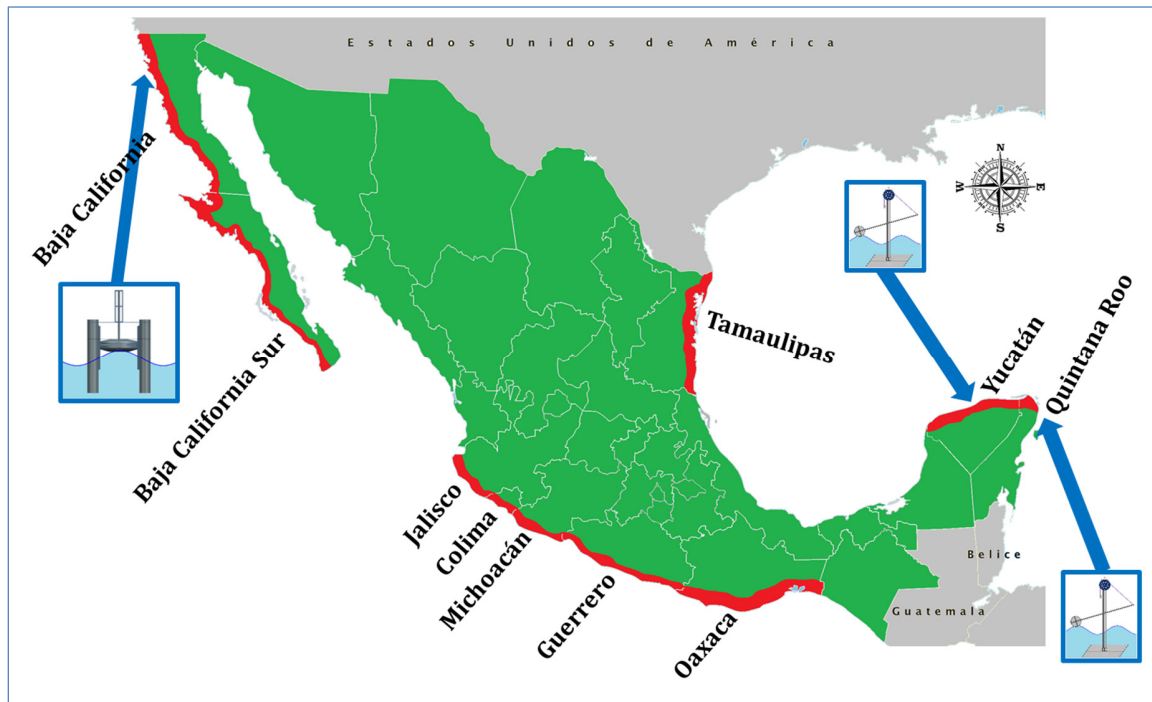 Estados Unidos de América
N
W E
S
Baja California
Baja California Sur
Tamaulipas
Yucatán
Quintana Roo
Jalisco
Colima
Michoacán
Guerrero
Oaxaca
Belice
Guatemala